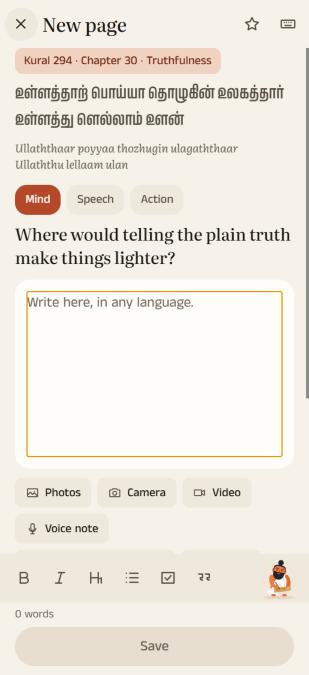 New page
Kural 294 · Chapter 30 · Truthfulness
உள்ளத்தாற் பொய்யா தொழுகின் உலகத்தார்
உள்ளத்து ளெல்லாம் உளன்
Ullaththaar poyyaa thozhugin ulagaththaar
Ullaththu lellaam ulan
Mind Speech Action
Where would telling the plain truth
make things lighter?
Write here, in any language.
Photos Camera Video
Voice note
B I H1
0 words
Save